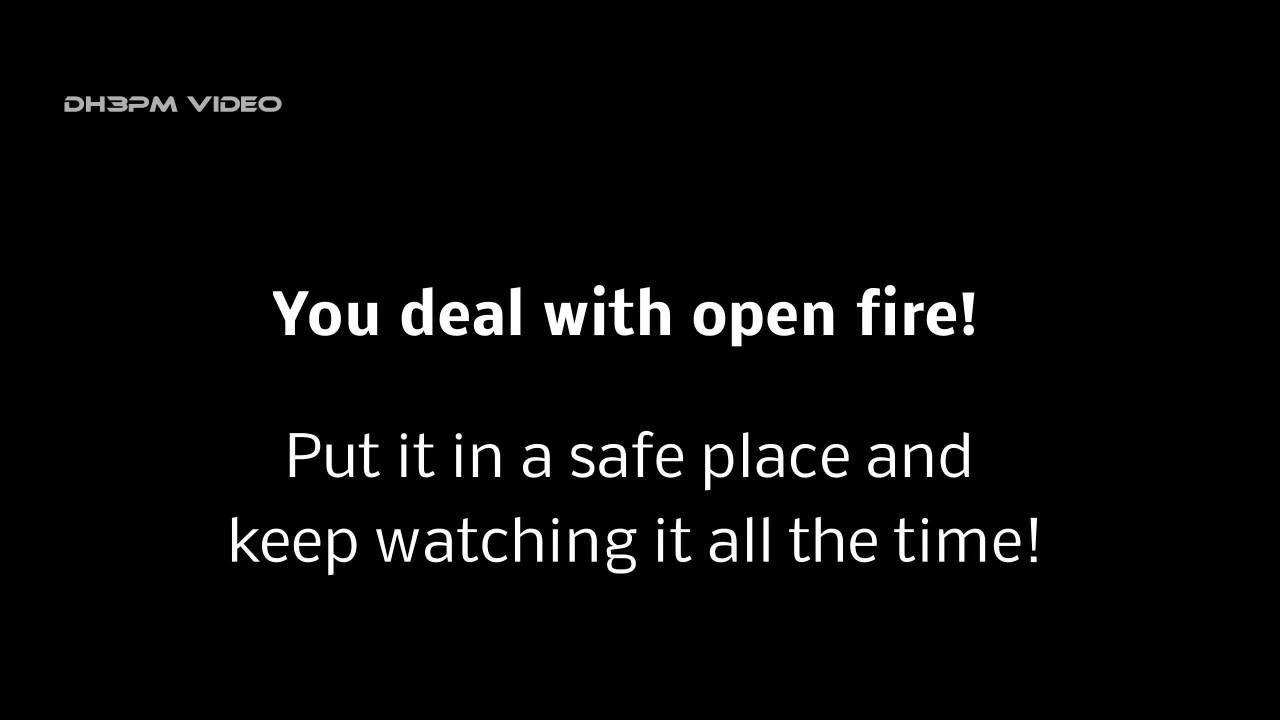 DH3PM VIDEO
You deal with open fire!
Put it in a safe place and
keep watching it all the time!